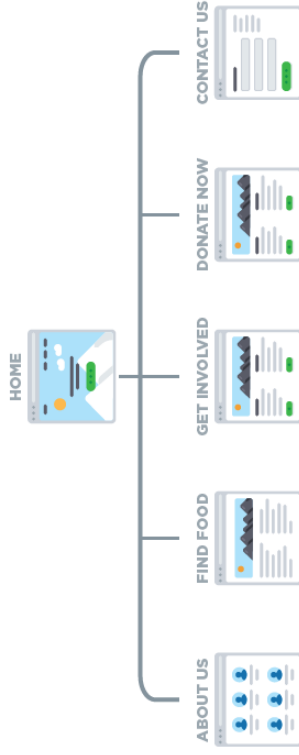 HOME
ABOUT US
FIND FOOD
GET INVOLVED
DONATE NOW
CONTACT US